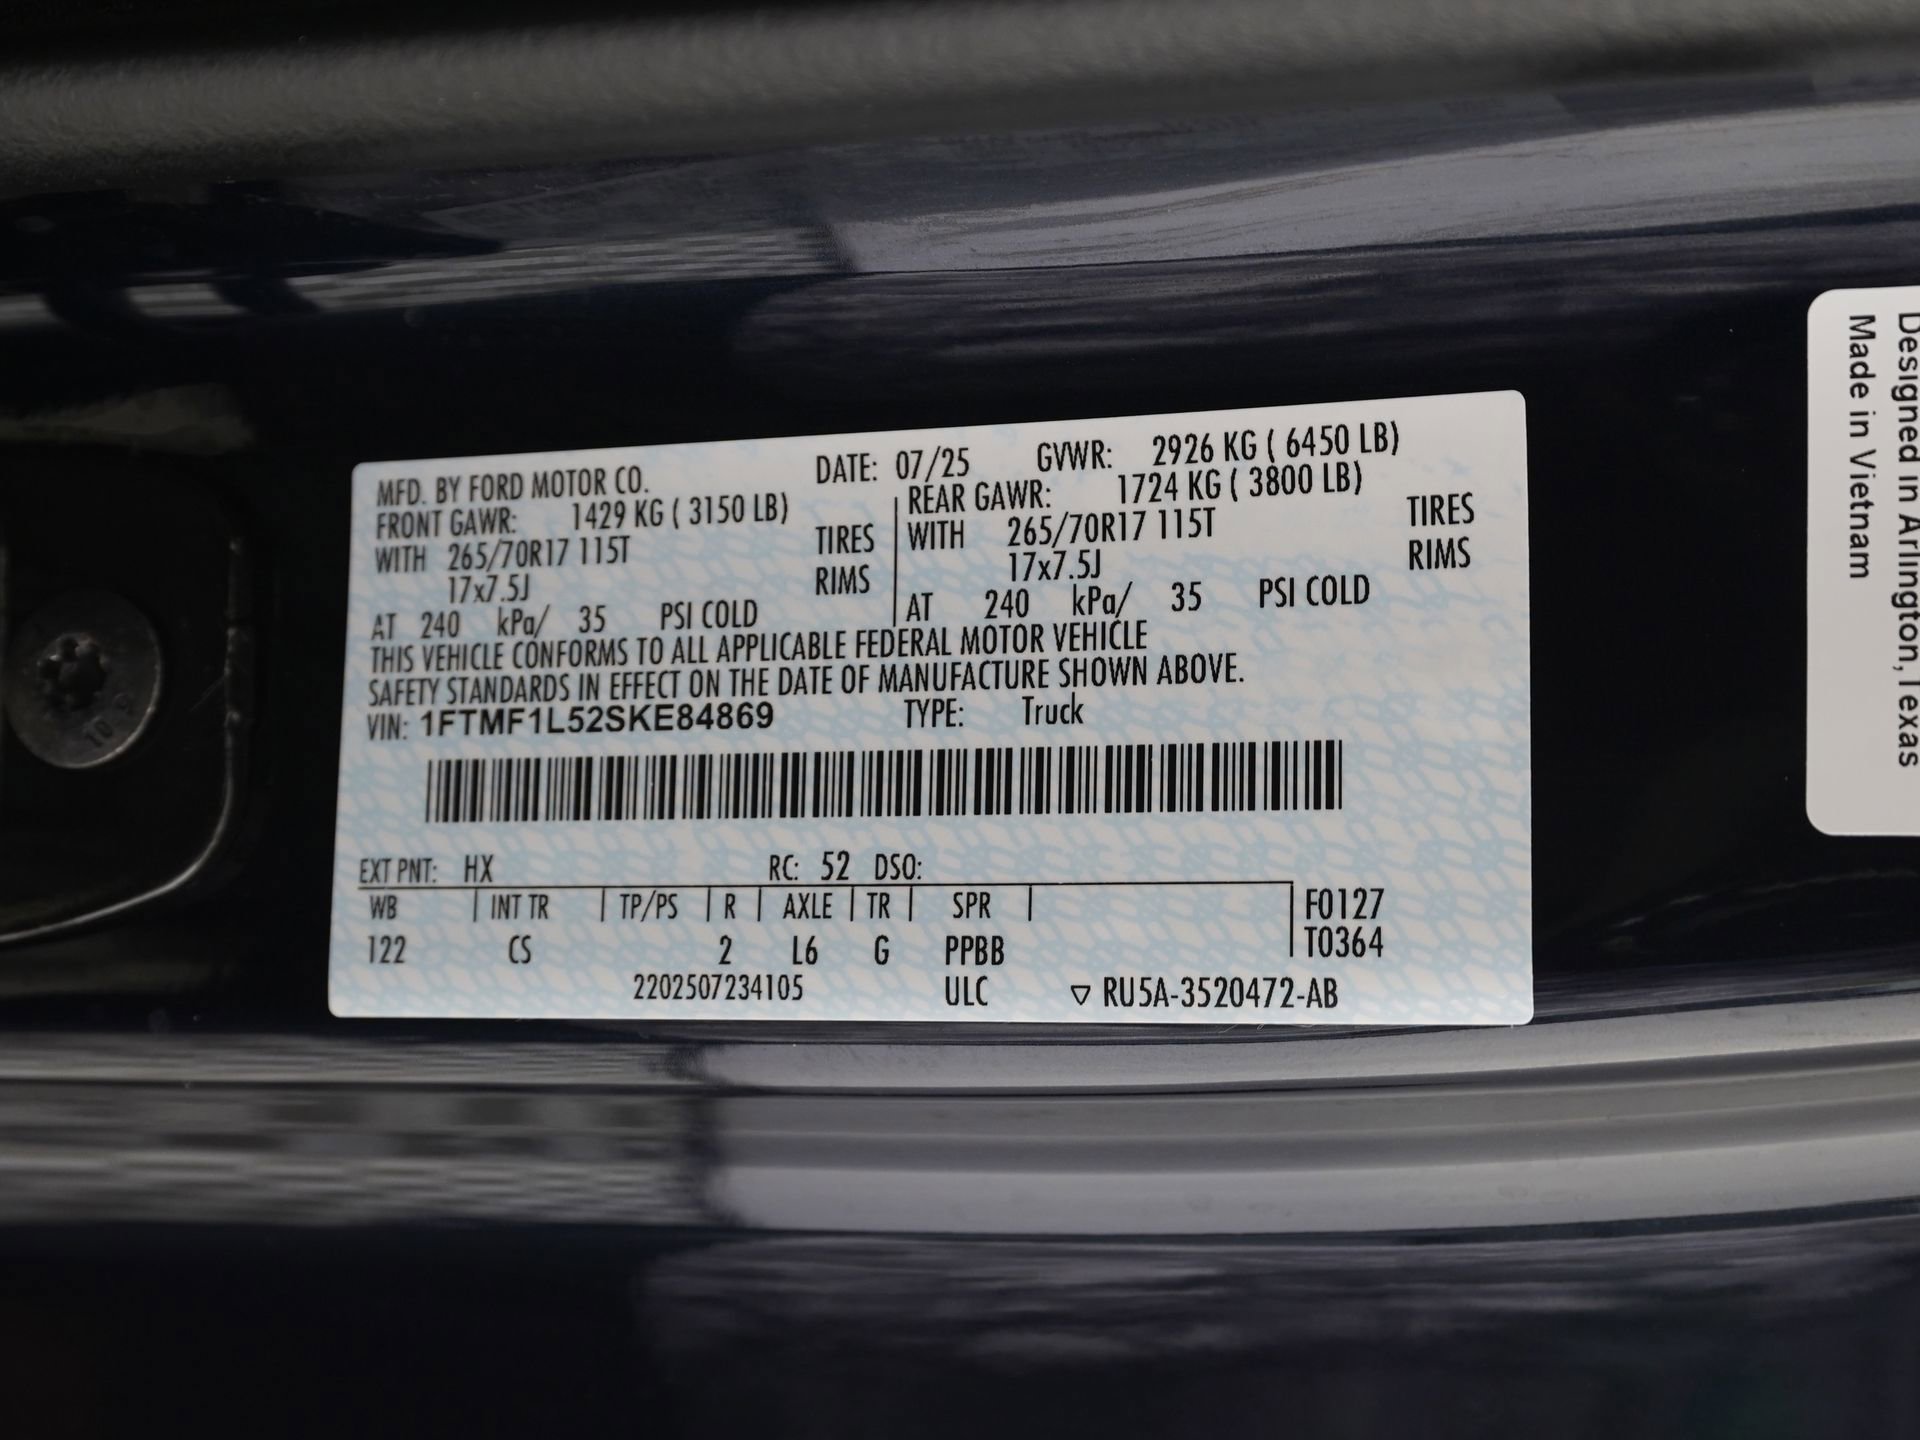 MFD. BY FORD MOTOR CO. DATE: 07/25 GVWR: 2926 KG ( 6450 LB)
FRONT GAWR: 1429 KG ( 3150 LB) REAR GAWR: 1724 KG ( 3800 LB)
WITH 265/70R17 115T TIRES WITH 265/70R17 115T TIRES
17x7.5J RIMS 17x7.5J RIMS
AT 240 kPa/ 35 PSI COLD AT 240 kPa/ 35 PSI COLD
THIS VEHICLE CONFORMS TO ALL APPLICABLE FEDERAL MOTOR VEHICLE
SAFETY STANDARDS IN EFFECT ON THE DATE OF MANUFACTURE SHOWN ABOVE.
VIN: 1FTMF1L52SKE84869 TYPE: Truck
EXT PNT: HX RC: 52 DSO:
WB INT TR TP/PS R AXLE TR SPR F0127
122 CS 2 L6 G PPBB T0364
2202507234105 ULC ▽ RU5A-3520472-AB
Designed in Arlington, Texas
Made in Vietnam
10.9